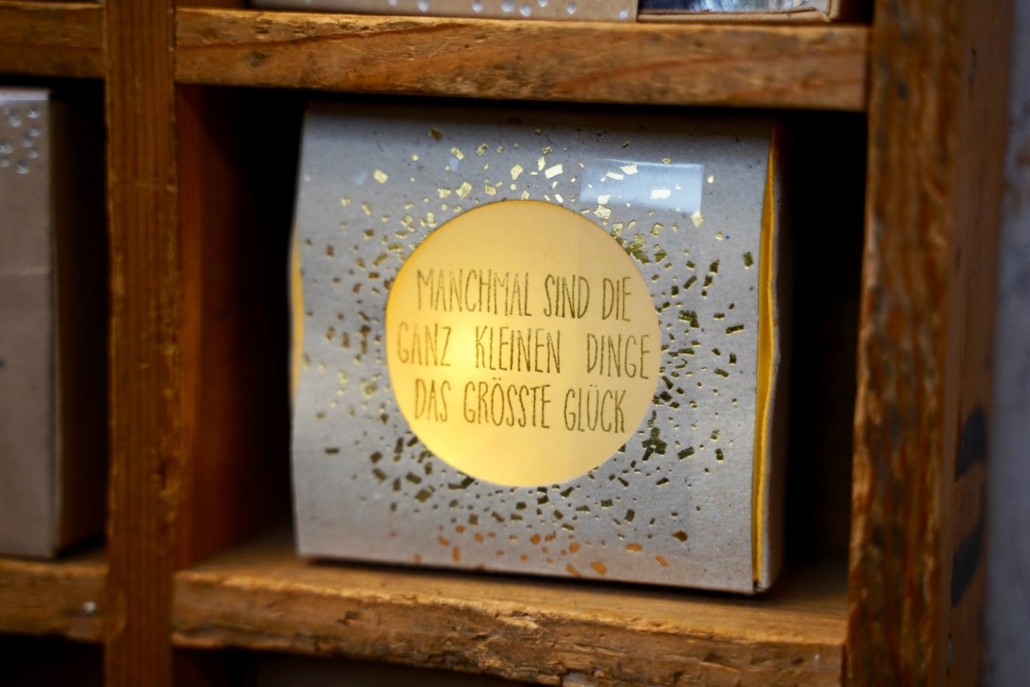 MANCHMAL SIND DIE
GANZ KLEINEN DINGE
DAS GRÖSSTE GLÜCK